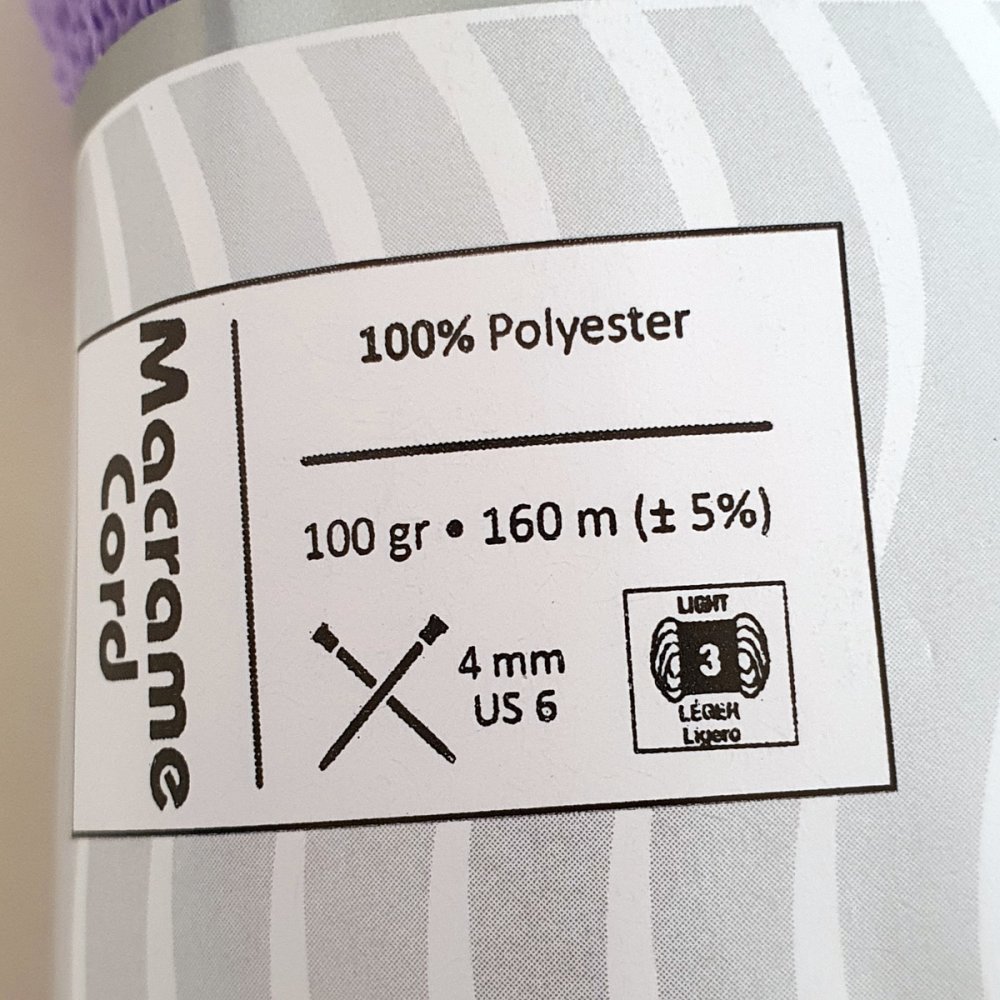 Macrame
Cord
100% Polyester
100 gr • 160 m (± 5%)
4 mm
US 6
LIGHT
3
LÉGER
Ligero